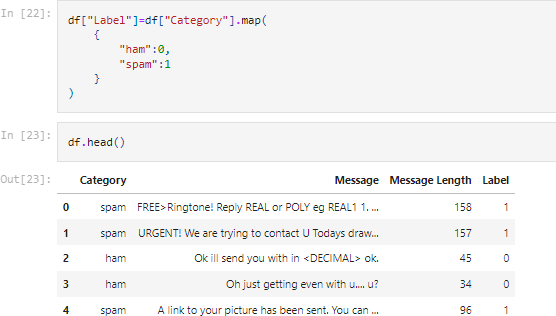 In [22]:
df["Label"]=df["Category"].map(
{
"ham":0,
"spam":1
}
)
In [23]:
df.head()
Out[23]:
Category Message Message Length Label
0 spam FREE>Ringtone! Reply REAL or POLY eg REAL1 1. ... 158 1
1 spam URGENT! We are trying to contact U Todays draw... 157 1
2 ham Ok ill send you with in <DECIMAL> ok. 45 0
3 ham Oh just getting even with u.... u? 34 0
4 spam A link to your picture has been sent. You can ... 96 1